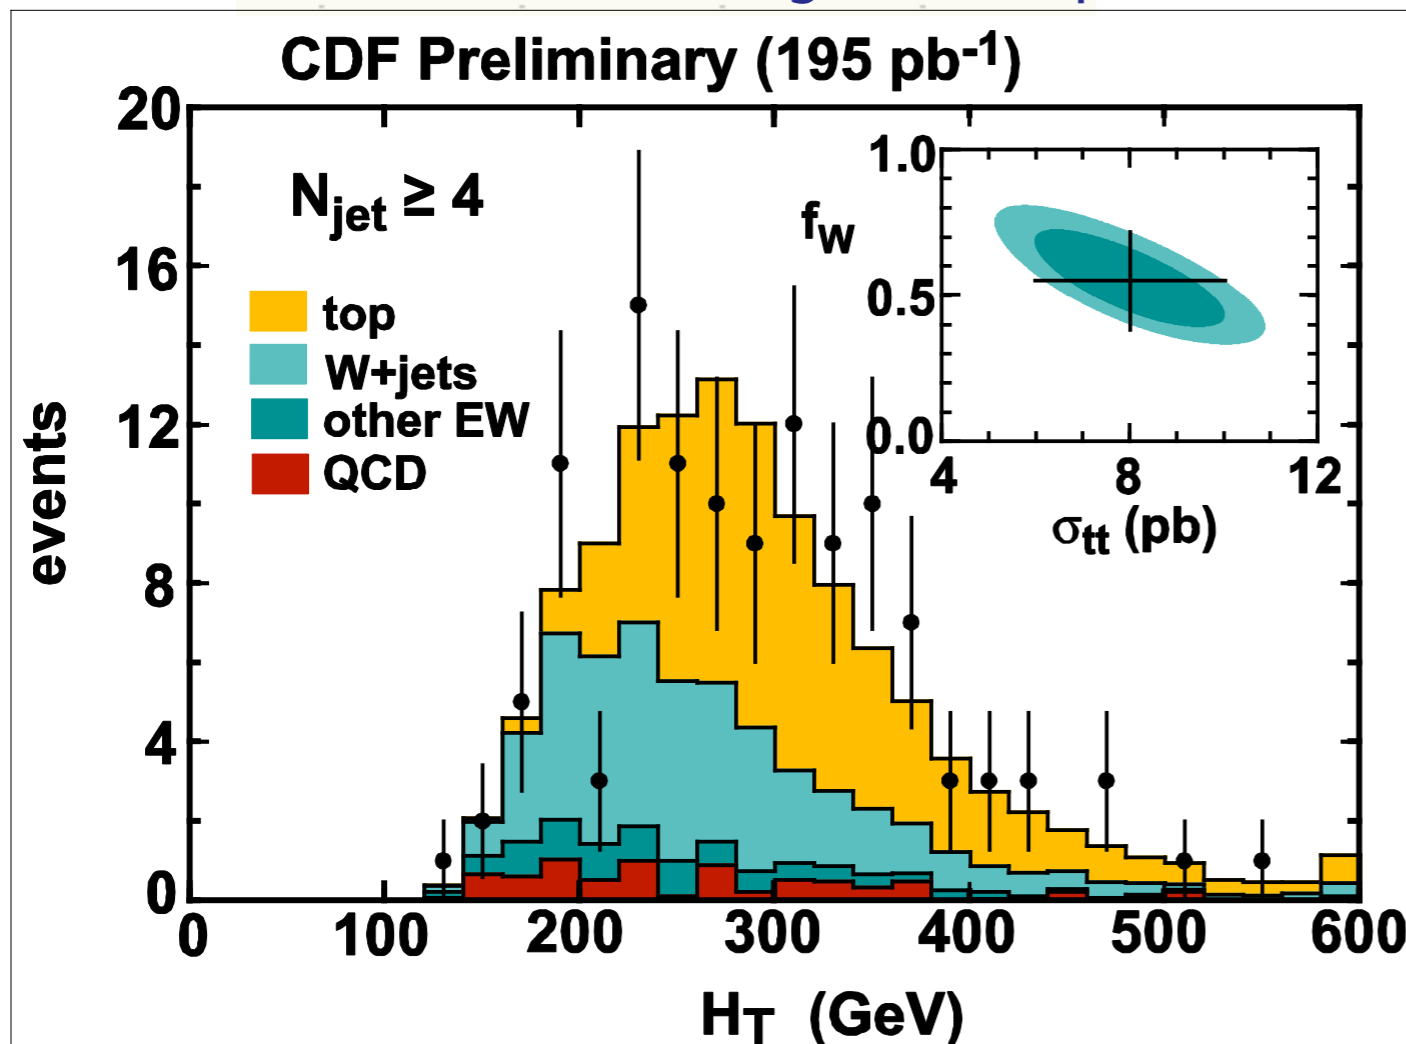 CDF Preliminary (195 pb-1)
20
16
12
8
4
0
events
Njet ≥ 4
top
W+jets
other EW
QCD
1.0
0.5
0.0
fW
4 8 12
σtt (pb)
0 100 200 300 400 500 600
HT (GeV)